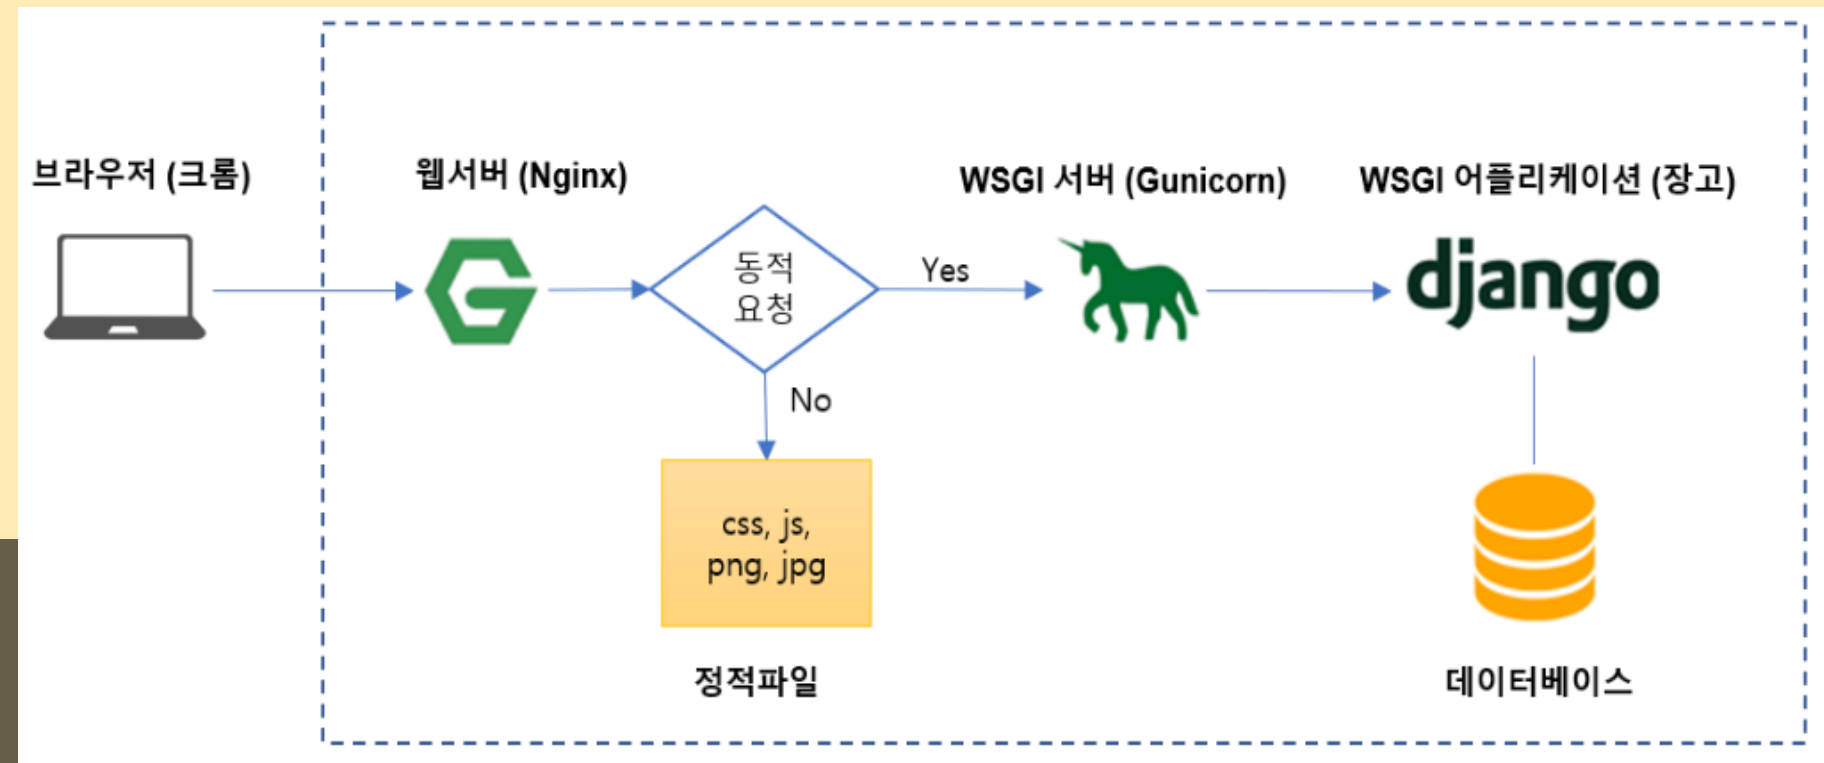 브라우저 (크롬)
웹서버 (Nginx)
WSGI 서버 (Gunicorn)
WSGI 어플리케이션 (장고)
동적
요청
Yes
django
No
css, js,
png, jpg
정적파일
데이터베이스